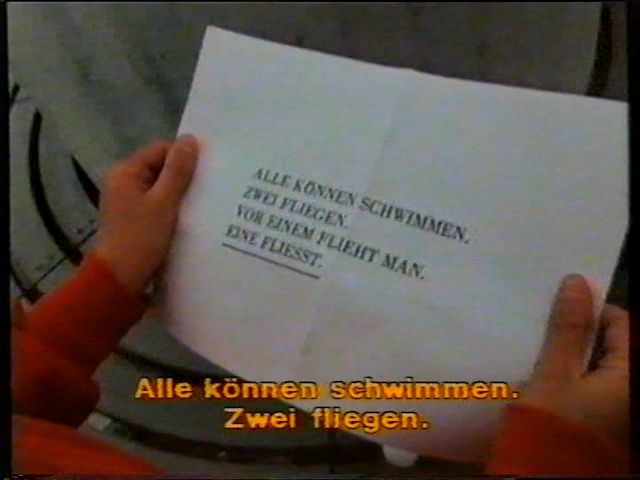 ALLE KÖNNEN SCHWIMMEN.
ZWEI FLIEGEN.
VOR EINEM FLIEHT MAN.
EINE FLIESST.
Alle können schwimmen.
Zwei fliegen.